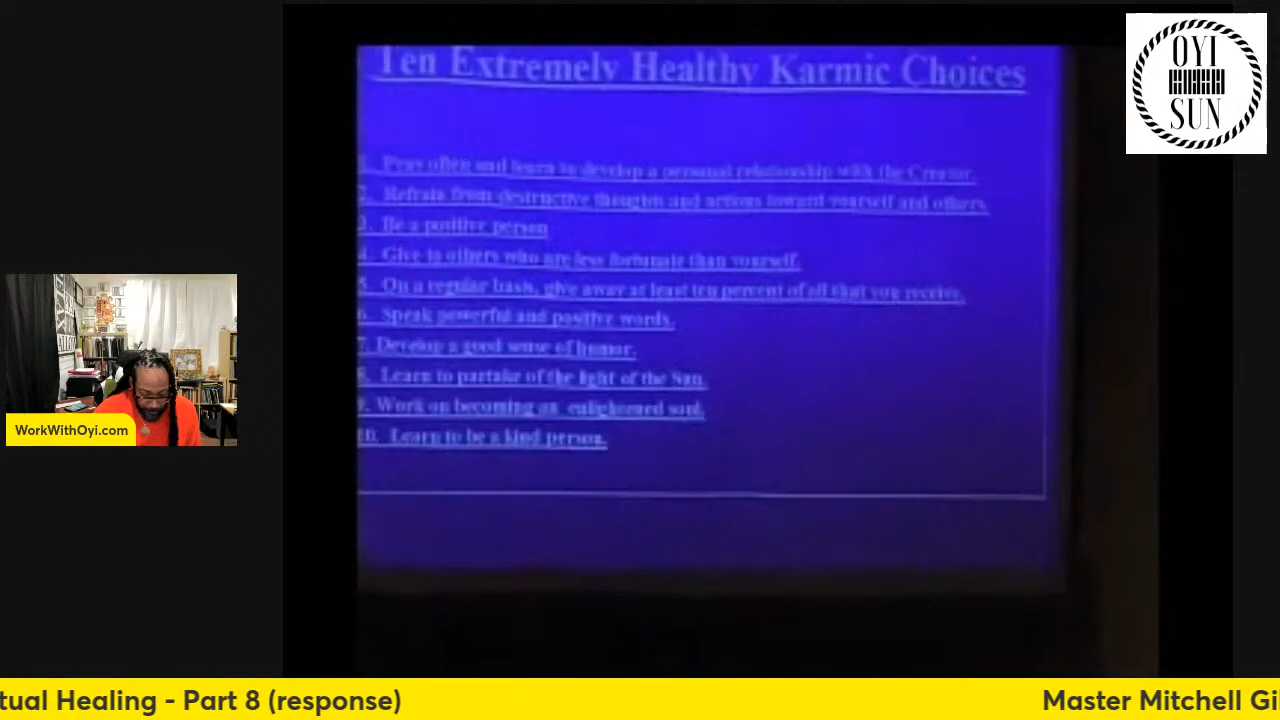 Ten Extremely Healthy Karmic Choices
1. Pray often and learn to develop a personal relationship with the Creator.
2. Refrain from destructive thoughts and actions toward yourself and others.
3. Be a positive person
4. Give to others who are less fortunate than yourself.
5. On a regular basis, give away at least ten percent of all that you receive.
6. Speak powerful and positive words.
7. Develop a good sense of humor.
8. Learn to partake of the light of the Sun.
9. Work on becoming an enlightened soul.
10. Learn to be a kind person.
OYI
SUN
WorkWithOyi.com
tual Healing - Part 8 (response)
Master Mitchell Gi